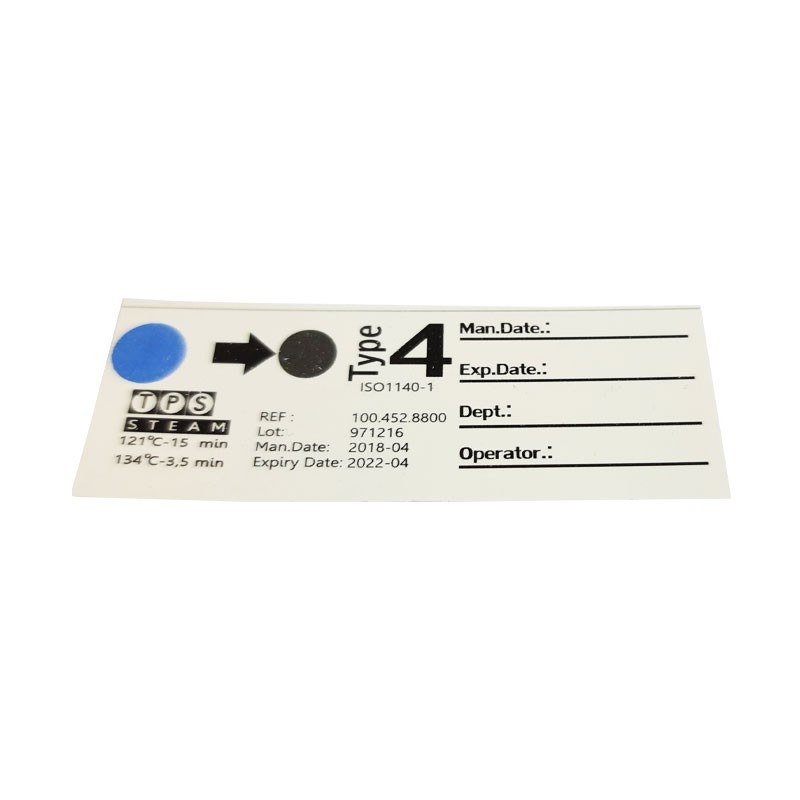 TPS
STEAM
121°C-15 min
134°C-3,5 min
Type 4
ISO1140-1
REF : 100.452.8800
Lot: 971216
Man.Date: 2018-04
Expiry Date: 2022-04
Man.Date.:
Exp.Date.:
Dept.:
Operator.: